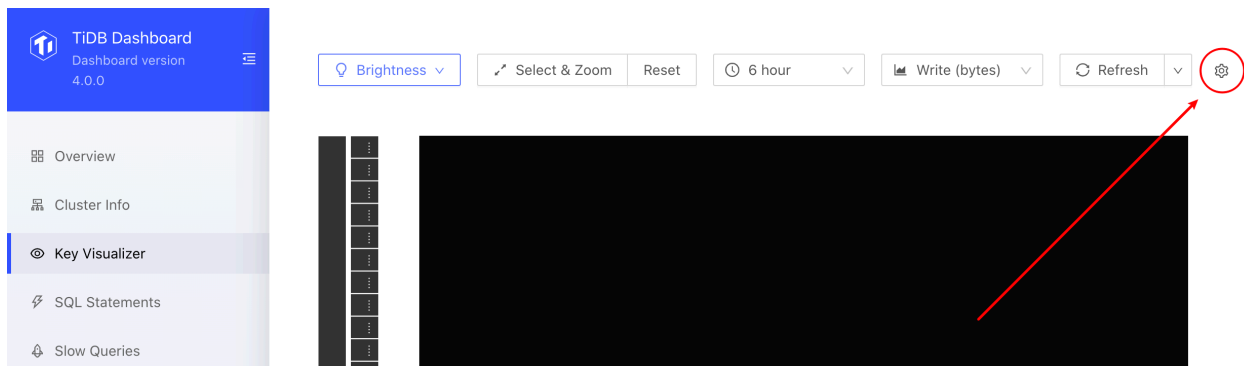 TiDB Dashboard
Dashboard version
4.0.0
Brightness
Select & Zoom
Reset
6 hour
Write (bytes)
Refresh
Overview
Cluster Info
Key Visualizer
SQL Statements
Slow Queries